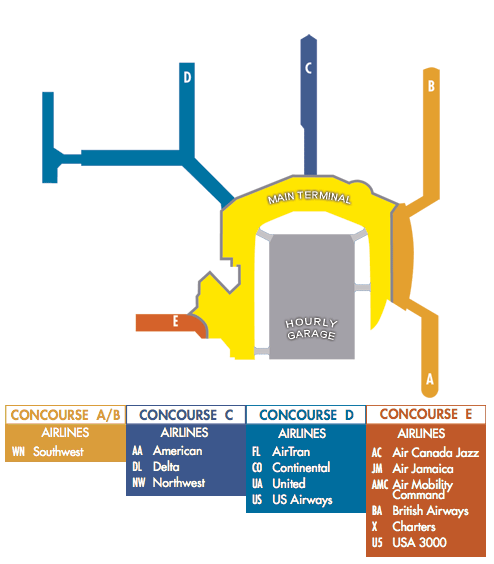 D
C
B
MAIN TERMINAL
E
HOURLY
GARAGE
A
CONCOURSE A/B
AIRLINES
WN Southwest
CONCOURSE C
AIRLINES
AA American
DL Delta
NW Northwest
CONCOURSE D
AIRLINES
FL AirTran
CO Continental
UA United
US US Airways
CONCOURSE E
AIRLINES
AC Air Canada Jazz
JM Air Jamaica
AMC Air Mobility
Command
BA British Airways
X Charters
U5 USA 3000